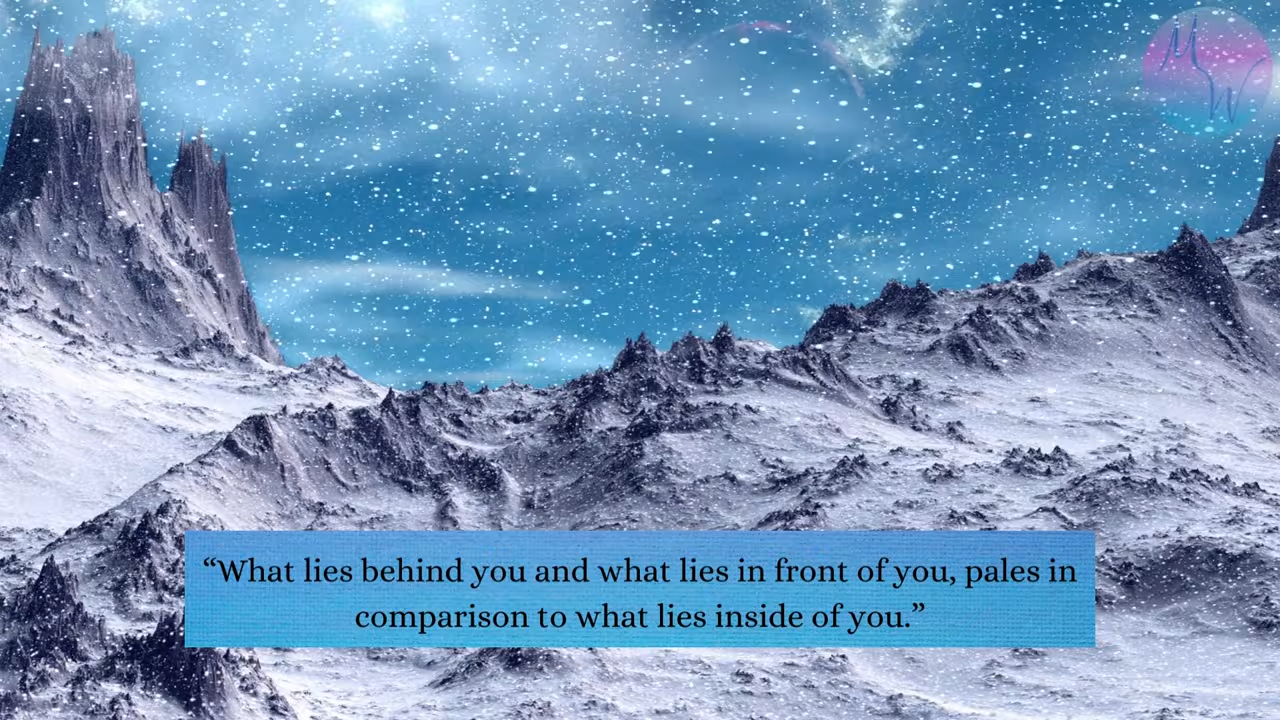 M
W
“What lies behind you and what lies in front of you, pales in
comparison to what lies inside of you.”